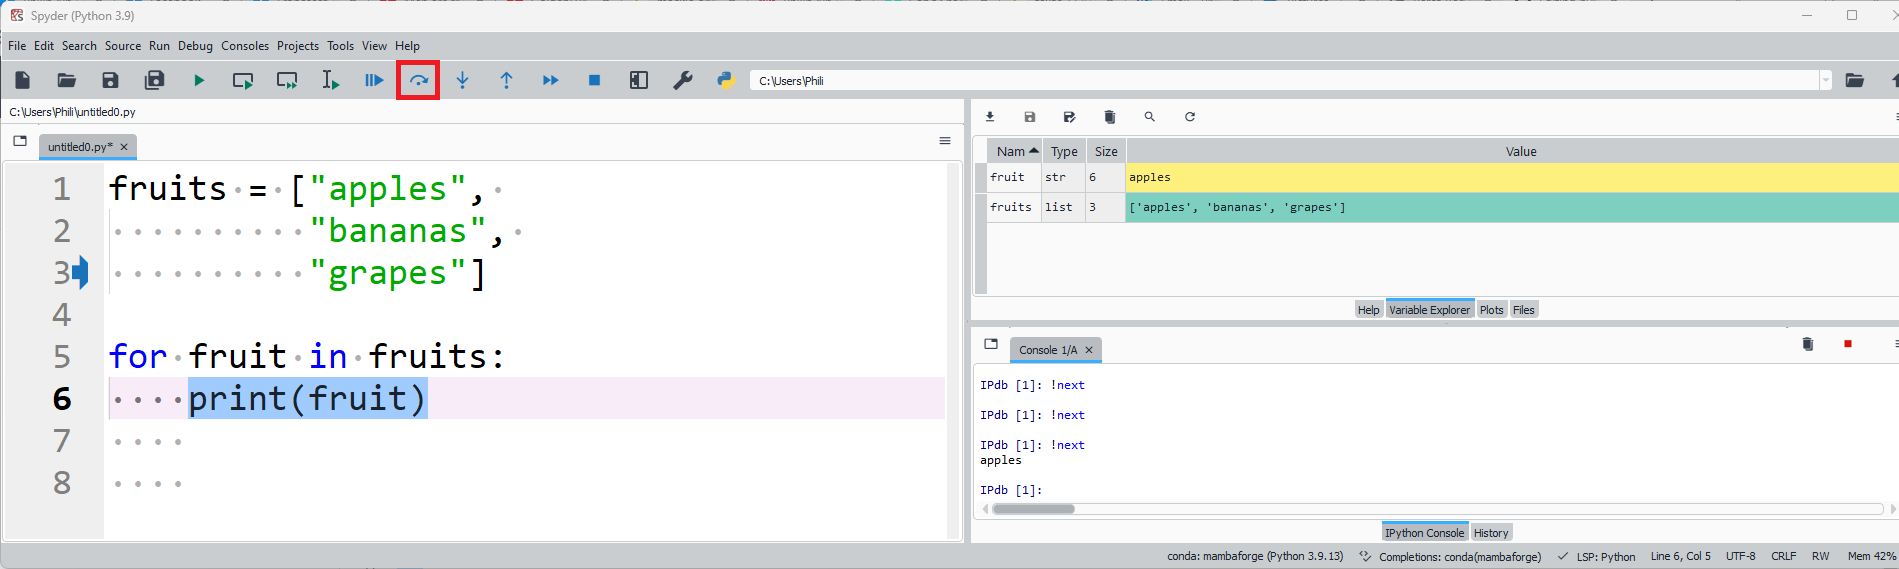 Spyder (Python 3.9)
File Edit Search Source Run Debug Consoles Projects Tools View Help
C:\Users\Phili
C:\Users\Phili\untitled0.py
untitled0.py*
1 fruits = ["apples",
2 "bananas",
3 "grapes"]
4
5 for fruit in fruits:
6 print(fruit)
7
8
Nam Type Size Value
fruit str 6 apples
fruits list 3 ['apples', 'bananas', 'grapes']
Help Variable Explorer Plots Files
Console 1/A
IPdb [1]: !next
IPdb [1]: !next
IPdb [1]: !next
apples
IPdb [1]:
IPython Console History
conda: mambaforge (Python 3.9.13) Completions: conda(mambaforge) LSP: Python Line 6, Col 5 UTF-8 CRLF RW Mem 42%